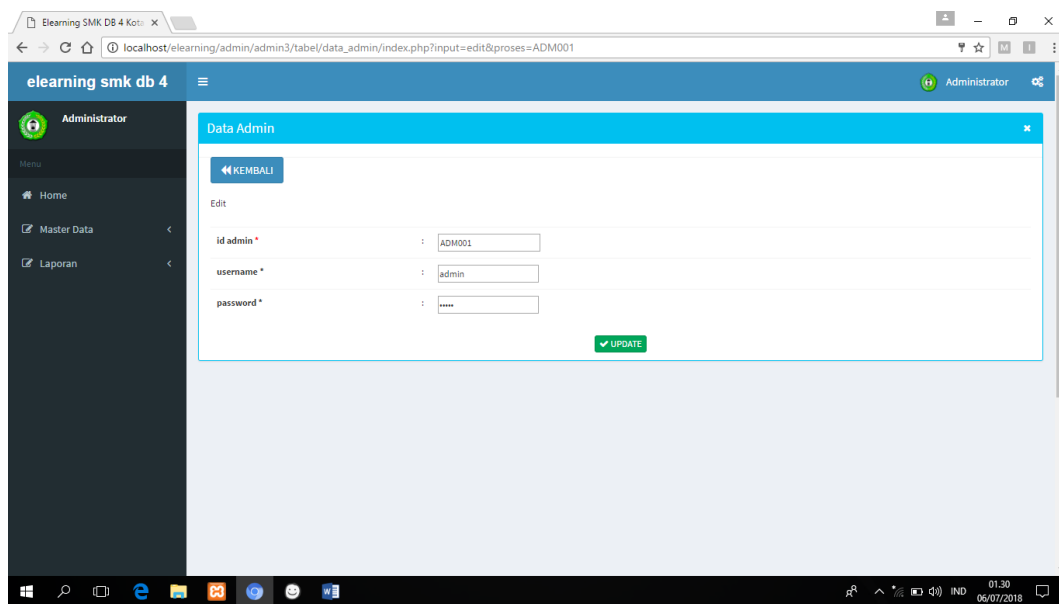 Elearning SMK DB 4 Kota
localhost/elearning/admin/admin3/tabel/data_admin/index.php?input=edit&proses=ADM001
M
I
elearning smk db 4
Administrator
Administrator
Data Admin
Menu
KEMBALI
Home
Edit
Master Data
Laporan
id admin * : ADM001
username * : admin
password * : •••••
UPDATE
IND
01.30
06/07/2018